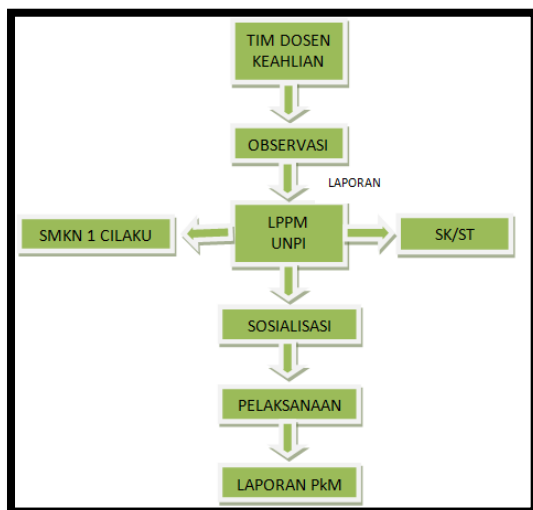 TIM DOSEN
KEAHLIAN
OBSERVASI
LAPORAN
SMKN 1 CILAKU
LPPM
UNPI
SK/ST
SOSIALISASI
PELAKSANAAN
LAPORAN PkM